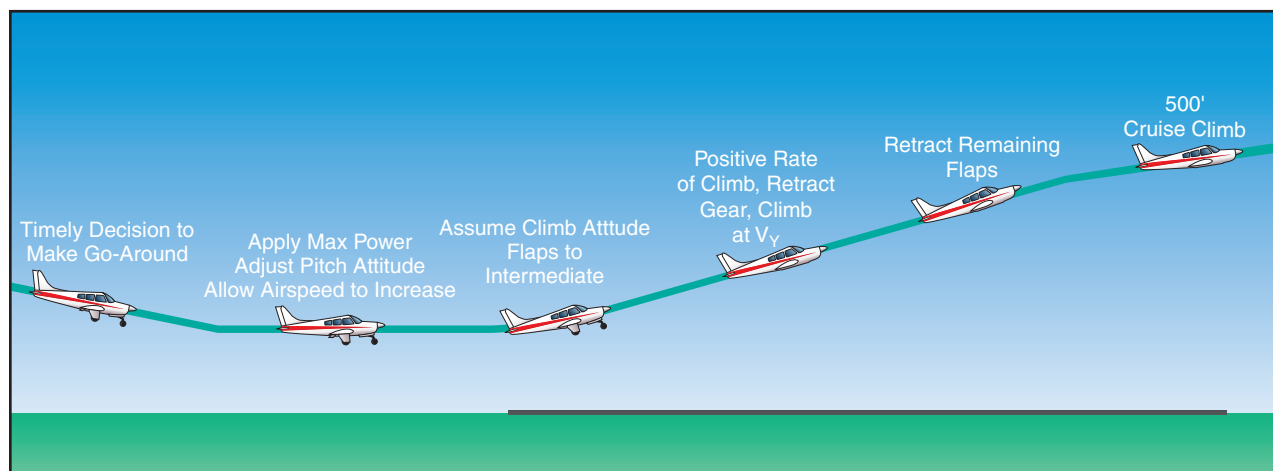 Timely Decision to
Make Go-Around
Apply Max Power
Adjust Pitch Attitude
Allow Airspeed to Increase
Assume Climb Atttude
Flaps to
Intermediate
Positive Rate
of Climb, Retract
Gear, Climb
at VY
Retract Remaining
Flaps
500'
Cruise Climb